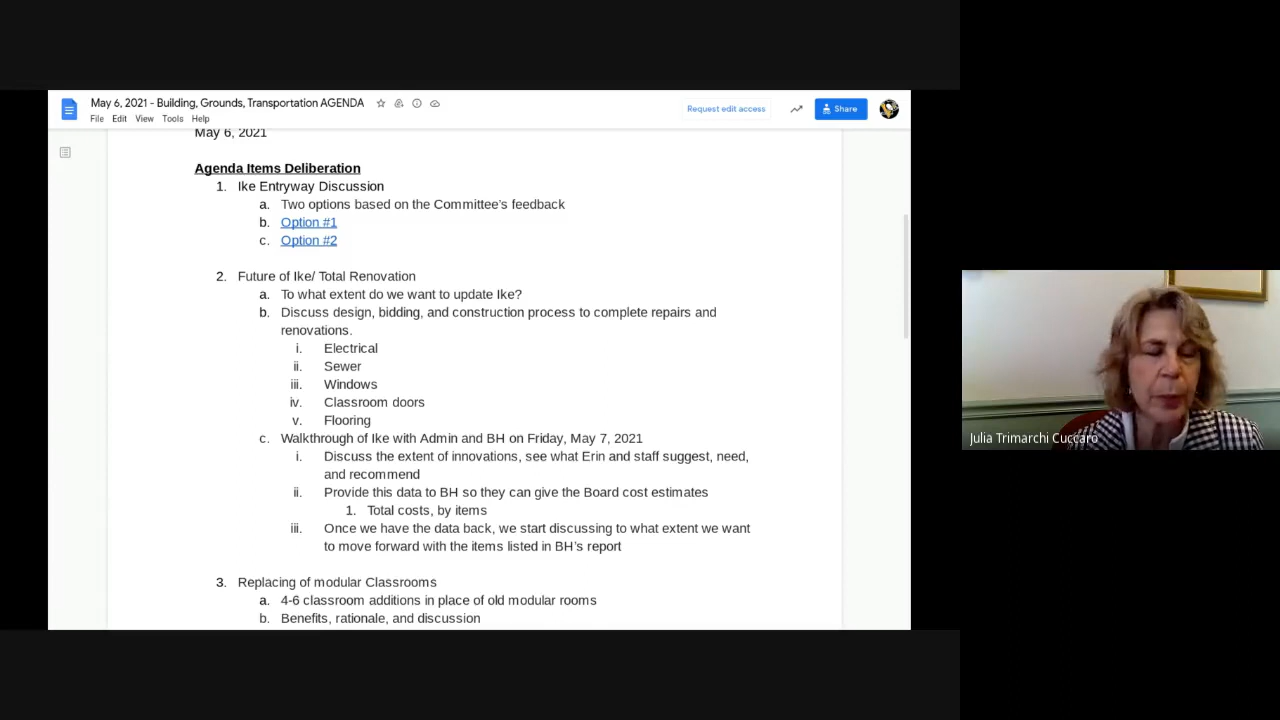 May 6, 2021 - Building, Grounds, Transportation AGENDA
File Edit View Tools Help
Request edit access
Share
May 6, 2021
Agenda Items Deliberation
1. Ike Entryway Discussion
a. Two options based on the Committee's feedback
b. Option #1
c. Option #2
2. Future of Ike/ Total Renovation
a. To what extent do we want to update Ike?
b. Discuss design, bidding, and construction process to complete repairs and
renovations.
i. Electrical
ii. Sewer
iii. Windows
iv. Classroom doors
v. Flooring
c. Walkthrough of Ike with Admin and BH on Friday, May 7, 2021
i. Discuss the extent of innovations, see what Erin and staff suggest, need,
and recommend
ii. Provide this data to BH so they can give the Board cost estimates
1. Total costs, by items
iii. Once we have the data back, we start discussing to what extent we want
to move forward with the items listed in BH's report
3. Replacing of modular Classrooms
a. 4-6 classroom additions in place of old modular rooms
b. Benefits, rationale, and discussion
Julia Trimarchi Cuccaro